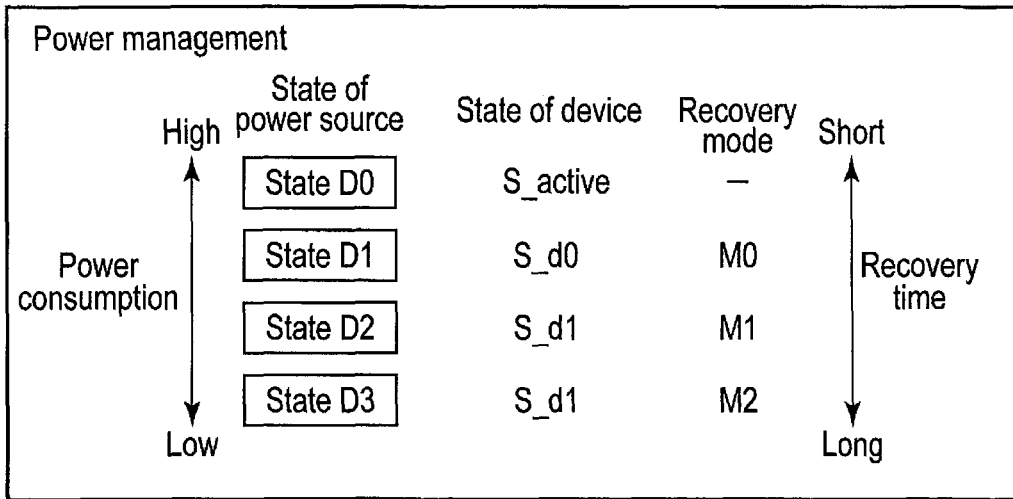 Power management
State of
power source
State of device
Recovery
mode
High
Short
State D0
S_active
—
State D1
S_d0
M0
Power
consumption
Recovery
time
State D2
S_d1
M1
State D3
S_d1
M2
Low
Long